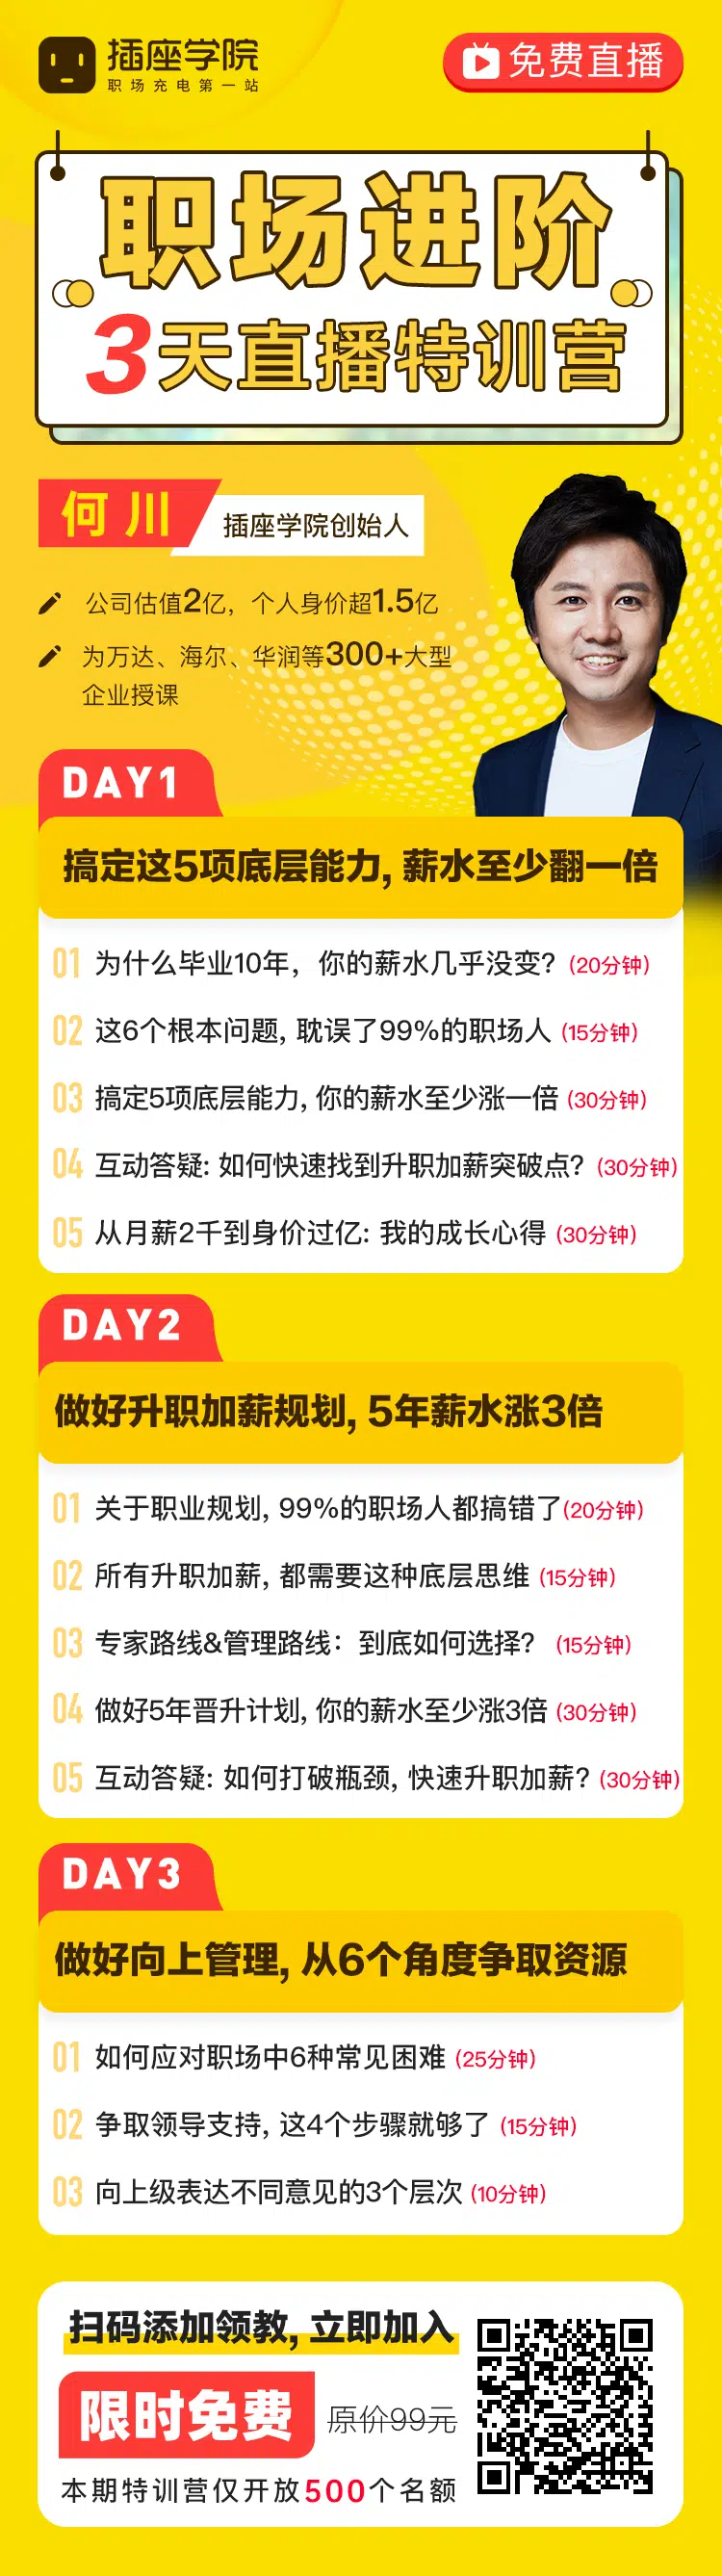 插座学院
职场充电第一站
免费直播
职场进阶
3天直播特训营
何川
插座学院创始人
公司估值2亿，个人身价超1.5亿
为万达、海尔、华润等300+大型
企业授课
DAY1
搞定这5项底层能力, 薪水至少翻一倍
01 为什么毕业10年，你的薪水几乎没变? (20分钟)
02 这6个根本问题, 耽误了99%的职场人 (15分钟)
03 搞定5项底层能力, 你的薪水至少涨一倍 (30分钟)
04 互动答疑: 如何快速找到升职加薪突破点? (30分钟)
05 从月薪2千到身价过亿: 我的成长心得 (30分钟)
DAY2
做好升职加薪规划, 5年薪水涨3倍
01 关于职业规划, 99%的职场人都搞错了(20分钟)
02 所有升职加薪, 都需要这种底层思维 (15分钟)
03 专家路线&管理路线：到底如何选择? (15分钟)
04 做好5年晋升计划, 你的薪水至少涨3倍 (30分钟)
05 互动答疑: 如何打破瓶颈, 快速升职加薪? (30分钟)
DAY3
做好向上管理, 从6个角度争取资源
01 如何应对职场中6种常见困难 (25分钟)
02 争取领导支持, 这4个步骤就够了 (15分钟)
03 向上级表达不同意见的3个层次 (10分钟)
扫码添加领教, 立即加入
限时免费 原价99元
本期特训营仅开放500个名额